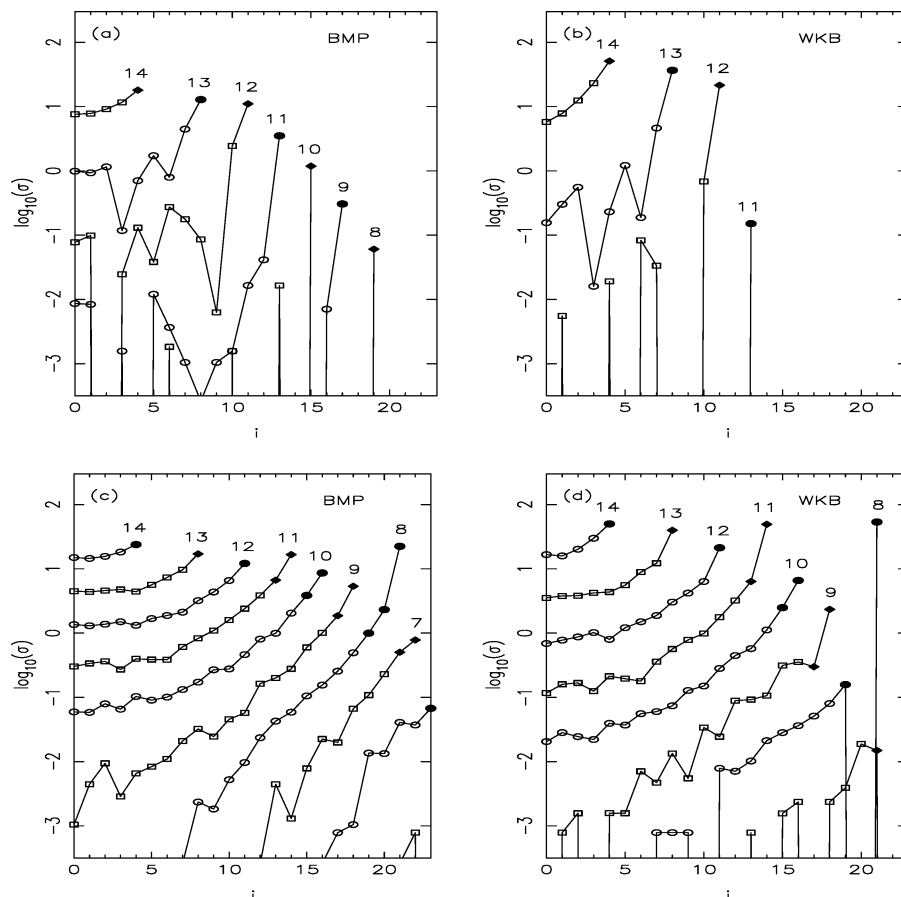 (a) BMP
14 13 12 11 10 9 8
log10(σ)
2 1 0 -1 -2 -3
0 5 10 15 20
i
(b) WKB
14 13 12 11
log10(σ)
2 1 0 -1 -2 -3
0 5 10 15 20
i
(c) BMP
14 13 12 11 10 9 8 7
log10(σ)
2 1 0 -1 -2 -3
0 5 10 15 20
i
(d) WKB
14 13 12 11 10 9 8
log10(σ)
2 1 0 -1 -2 -3
0 5 10 15 20
i